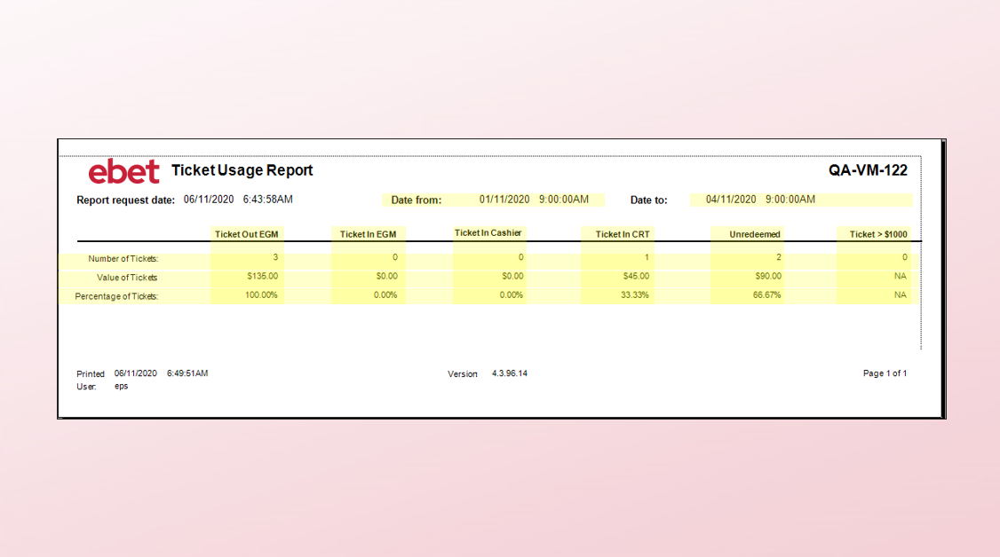 ebet Ticket Usage Report QA-VM-122
Report request date: 06/11/2020 6:43:58AM Date from: 01/11/2020 9:00:00AM Date to: 04/11/2020 9:00:00AM
Ticket Out EGM Ticket In EGM Ticket In Cashier Ticket In CRT Unredeemed Ticket > $1000
Number of Tickets: 3 0 0 1 2 0
Value of Tickets $135.00 $0.00 $0.00 $45.00 $90.00 NA
Percentage of Tickets: 100.00% 0.00% 0.00% 33.33% 66.67% NA
Printed 06/11/2020 6:49:51AM Version 4.3.96.14 Page 1 of 1
User: eps